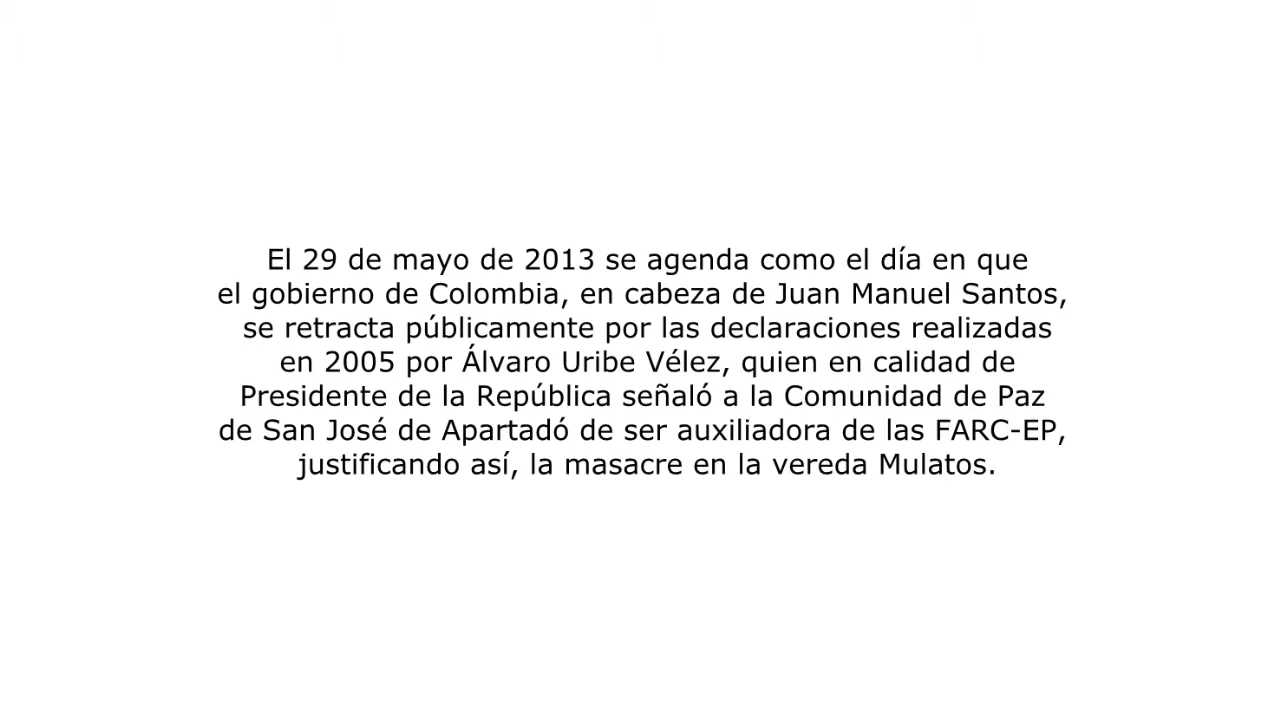 El 29 de mayo de 2013 se agenda como el día en que
el gobierno de Colombia, en cabeza de Juan Manuel Santos,
se retracta públicamente por las declaraciones realizadas
en 2005 por Álvaro Uribe Vélez, quien en calidad de
Presidente de la República señaló a la Comunidad de Paz
de San José de Apartadó de ser auxiliadora de las FARC-EP,
justificando así, la masacre en la vereda Mulatos.